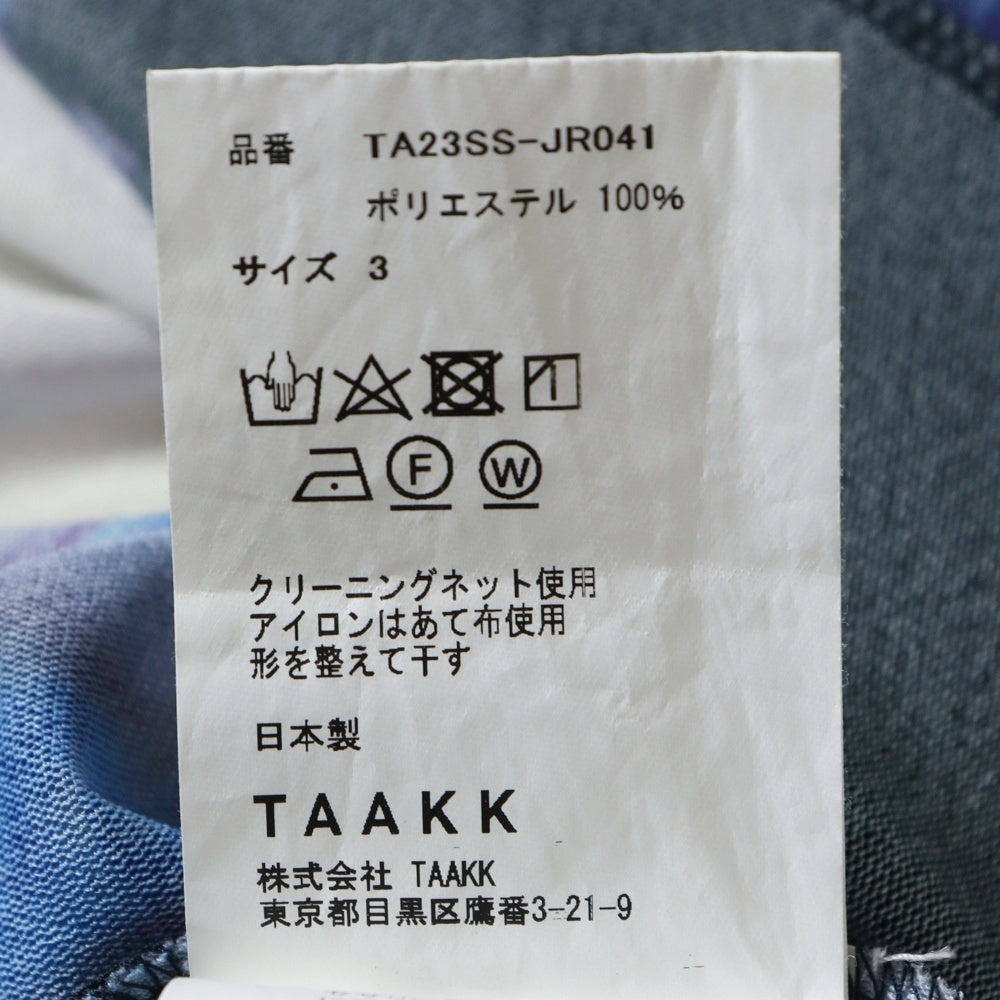 品番 TA23SS-JR041
ポリエステル 100%
サイズ 3
F W
クリーニングネット使用
アイロンはあて布使用
形を整えて干す
日本製
TAAKK
株式会社 TAAKK
東京都目黒区鷹番3-21-9